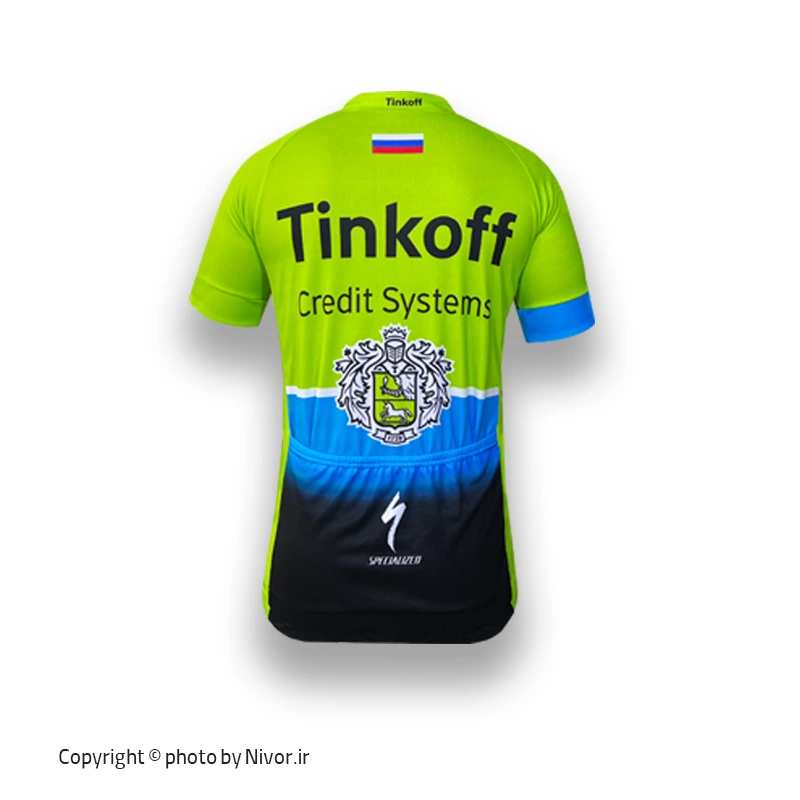 Tinkoff
Tinkoff
Credit Systems
SPECIALIZED
Copyright © photo by Nivor.ir